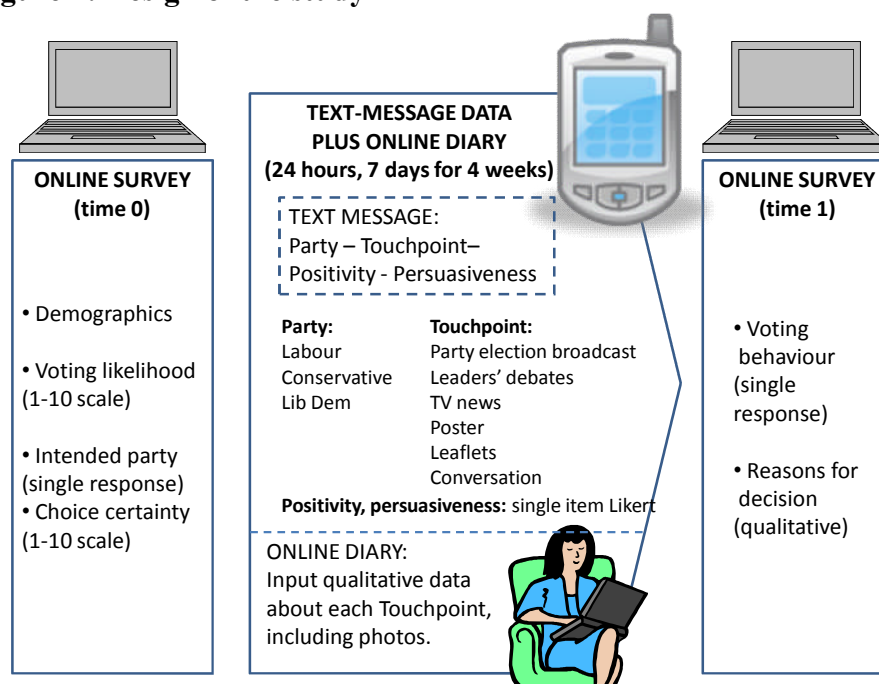 Design of the study
ONLINE SURVEY
(time 0)
• Demographics
• Voting likelihood
(1-10 scale)
• Intended party
(single response)
• Choice certainty
(1-10 scale)
TEXT-MESSAGE DATA
PLUS ONLINE DIARY
(24 hours, 7 days for 4 weeks)
TEXT MESSAGE:
Party – Touchpoint–
Positivity - Persuasiveness
Party:
Labour
Conservative
Lib Dem
Touchpoint:
Party election broadcast
Leaders’ debates
TV news
Poster
Leaflets
Conversation
Positivity, persuasiveness: single item Likert
ONLINE DIARY:
Input qualitative data
about each Touchpoint,
including photos.
ONLINE SURVEY
(time 1)
• Voting
behaviour
(single
response)
• Reasons for
decision
(qualitative)